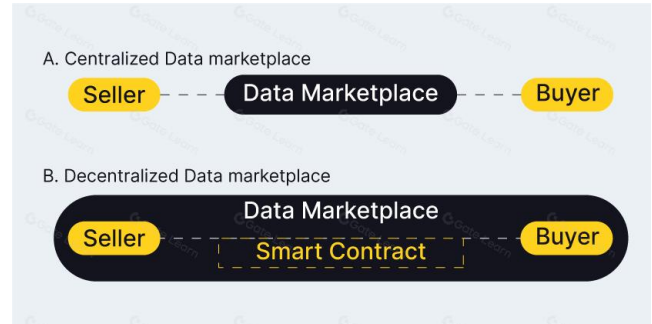 A. Centralized Data marketplace
Seller Data Marketplace Buyer
B. Decentralized Data marketplace
Data Marketplace
Seller Buyer
Smart Contract